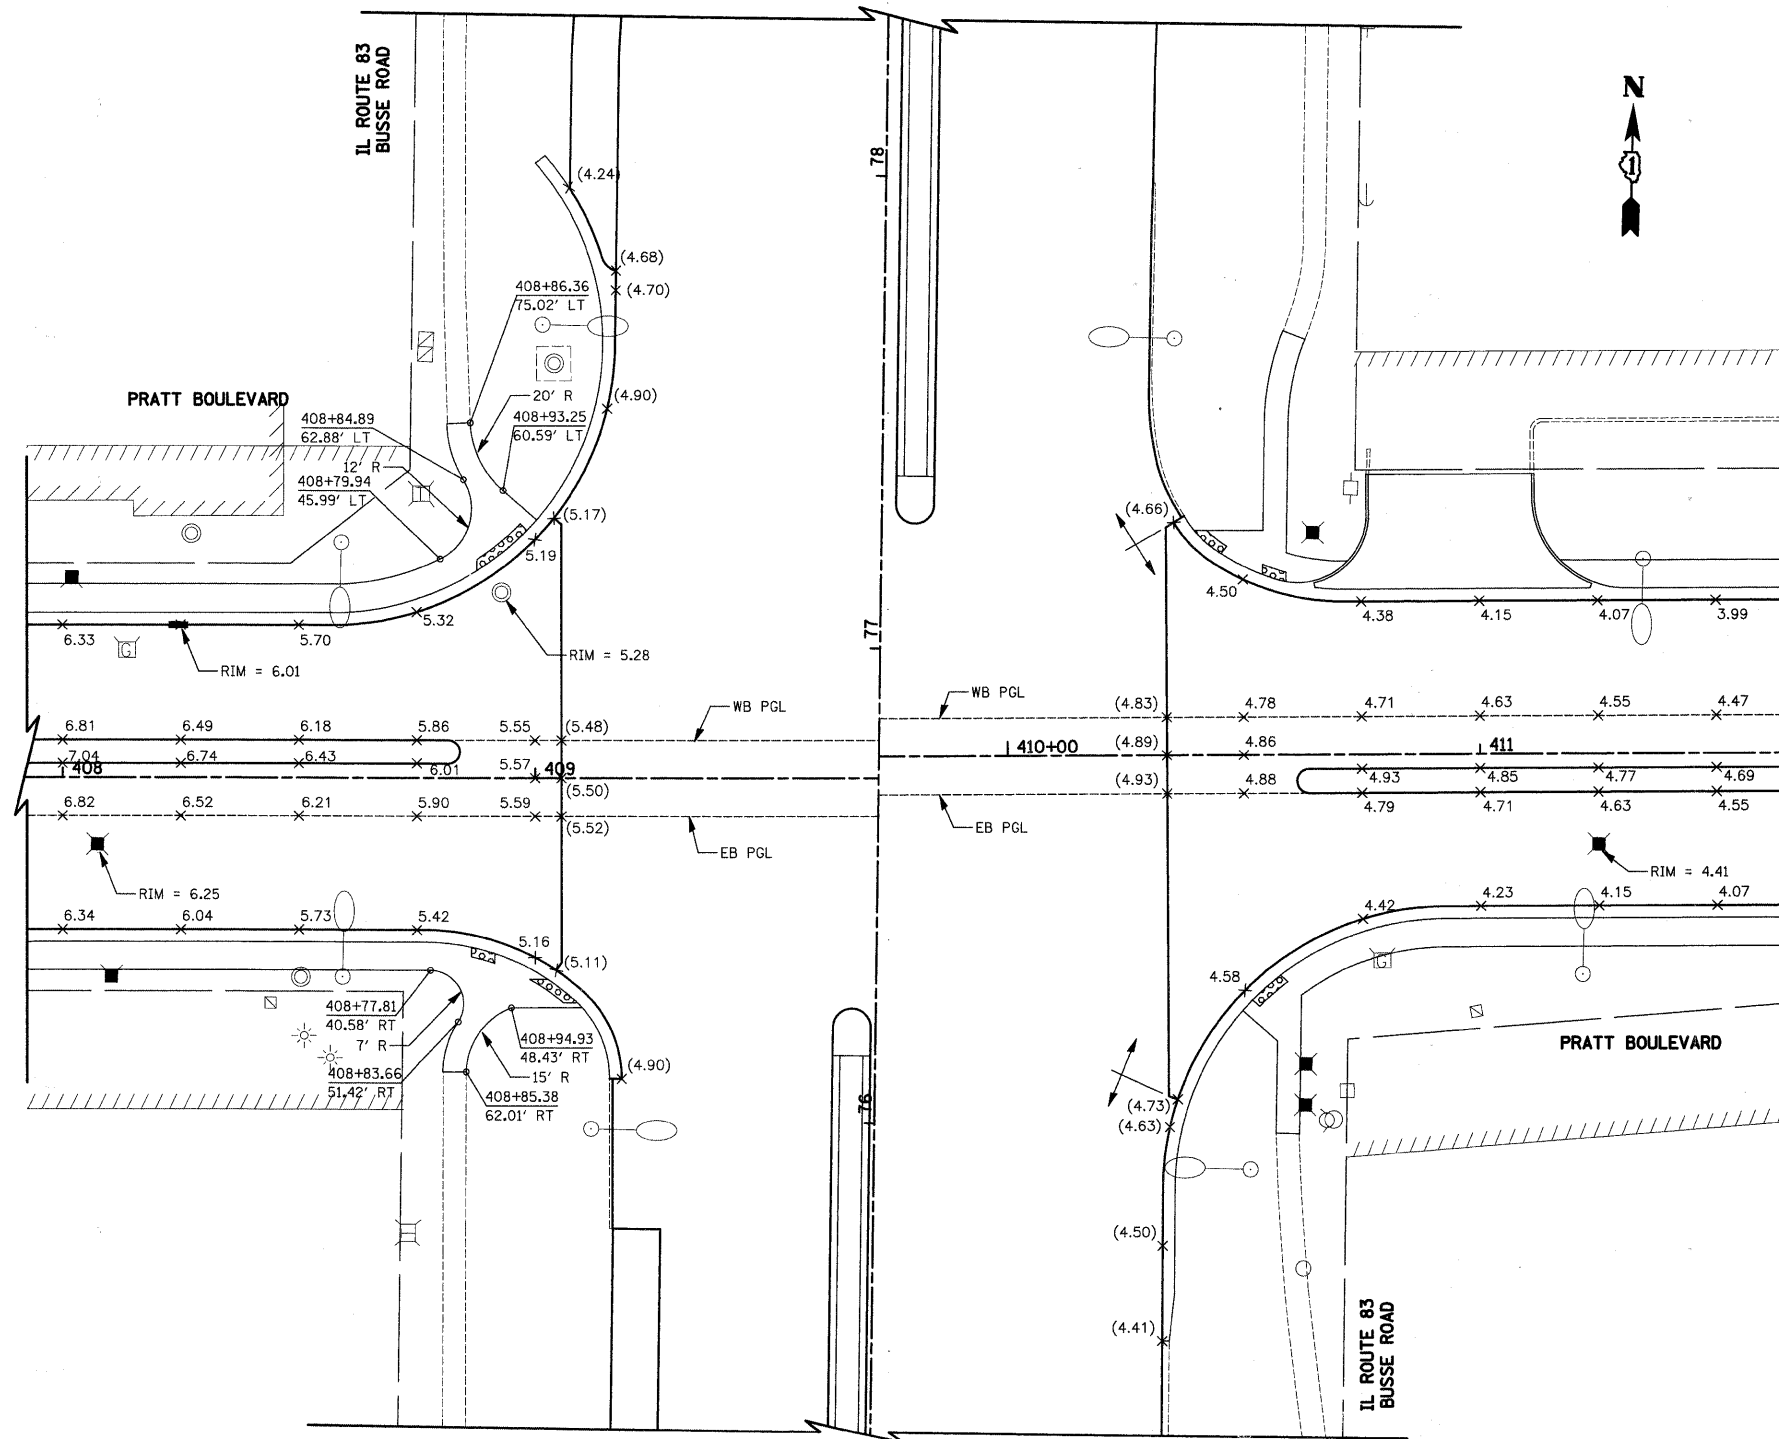 IL ROUTE 83
BUSSE ROAD
N
1
78
(4.24)
(4.68)
(4.70)
408+86.36
75.02' LT
20' R
(4.90)
PRATT BOULEVARD
408+84.89
62.88' LT
408+93.25
60.59' LT
12' R
408+79.94
45.99' LT
(5.17)
5.19
(4.66)
4.50
5.32
4.38
4.15
4.07
3.99
6.33
5.70
77
G
RIM = 6.01
RIM = 5.28
WB PGL
WB PGL
6.81
6.49
6.18
5.86
5.55
(5.48)
(4.83)
4.78
4.71
4.63
4.55
4.47
7.04
6.74
6.43
6.01
5.57
(4.89)
4.86
410+00
411
408
409
(5.50)
(4.93)
4.88
4.93
4.85
4.77
4.69
6.82
6.52
6.21
5.90
5.59
(5.52)
4.79
4.71
4.63
4.55
EB PGL
EB PGL
RIM = 6.25
RIM = 4.41
6.34
6.04
5.73
5.42
5.16
(5.11)
4.42
4.23
4.15
4.07
G
4.58
408+77.81
40.58' RT
7' R
408+94.93
48.43' RT
15' R
PRATT BOULEVARD
408+83.66
51.42' RT
408+85.38
62.01' RT
(4.90)
76
(4.73)
(4.63)
(4.50)
(4.41)
IL ROUTE 83
BUSSE ROAD